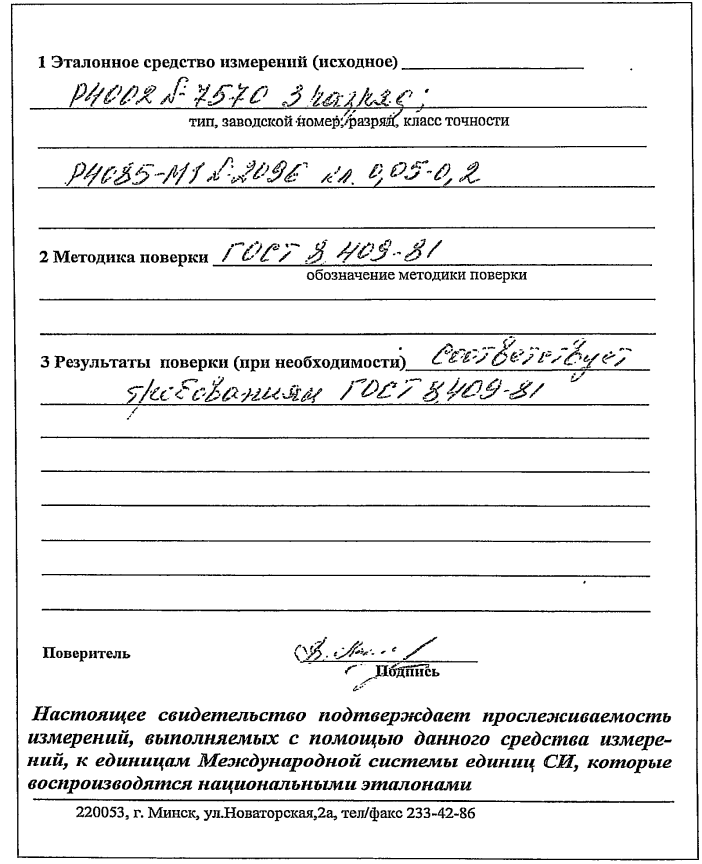 1 Эталонное средство измерений (исходное)
Р4002 № 7570 3 разряд;
тип, заводской номер, разряд, класс точности
Р4085-М1 № 2096 кл. 0,05-0,2
2 Методика поверки ГОСТ 8.409-81
обозначение методики поверки
3 Результаты поверки (при необходимости) соответствует
требованиям ГОСТ 8.409-81
Поверитель
Подпись
Настоящее свидетельство подтверждает прослеживаемость
измерений, выполняемых с помощью данного средства измере-
ний, к единицам Международной системы единиц СИ, которые
воспроизводятся национальными эталонами
220053, г. Минск, ул.Новаторская,2а, тел/факс 233-42-86